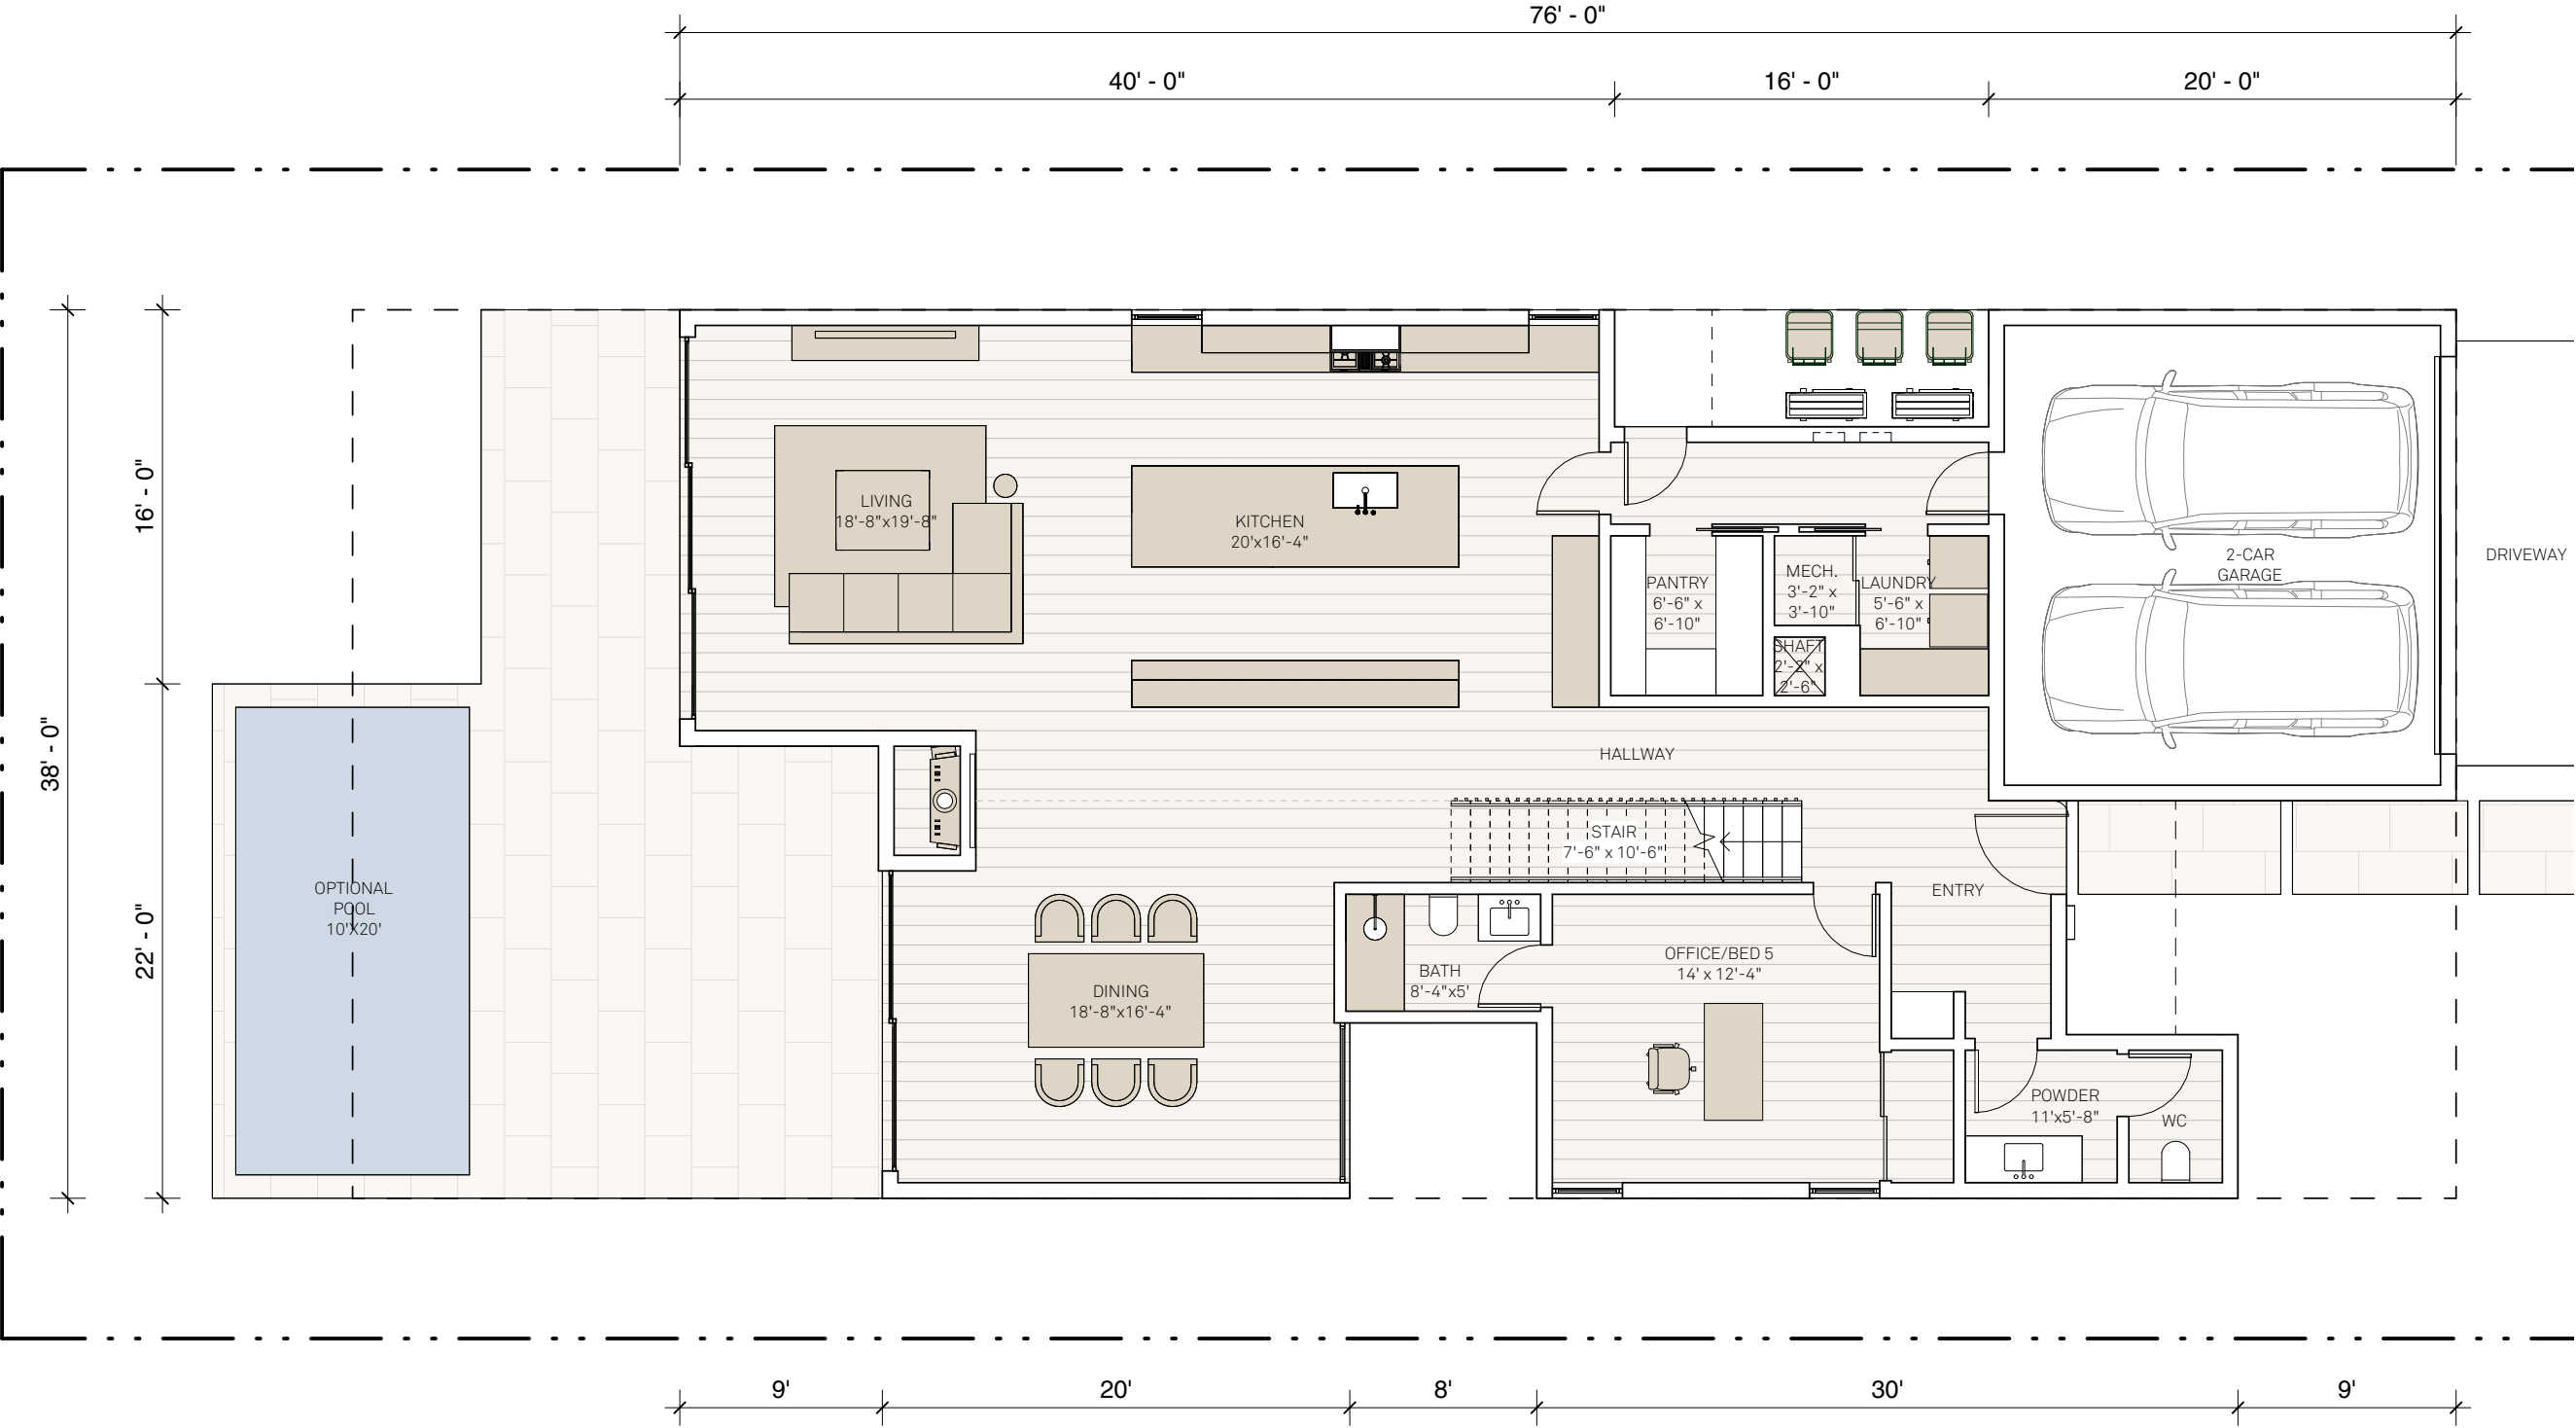 76' - 0"
40' - 0"
16' - 0"
20' - 0"
38' - 0"
16' - 0"
22' - 0"
LIVING
18'-8"x19'-8"
KITCHEN
20'x16'-4"
PANTRY
6'-6" x
6'-10"
MECH.
3'-2" x
3'-10"
LAUNDRY
5'-6" x
6'-10"
SHAFT
2'-2" x
2'-6"
2-CAR
GARAGE
DRIVEWAY
HALLWAY
STAIR
7'-6" x 10'-6"
ENTRY
OPTIONAL
POOL
10'X20'
DINING
18'-8"x16'-4"
BATH
8'-4"x5'
OFFICE/BED 5
14' x 12'-4"
POWDER
11'x5'-8"
WC
9'
20'
8'
30'
9'